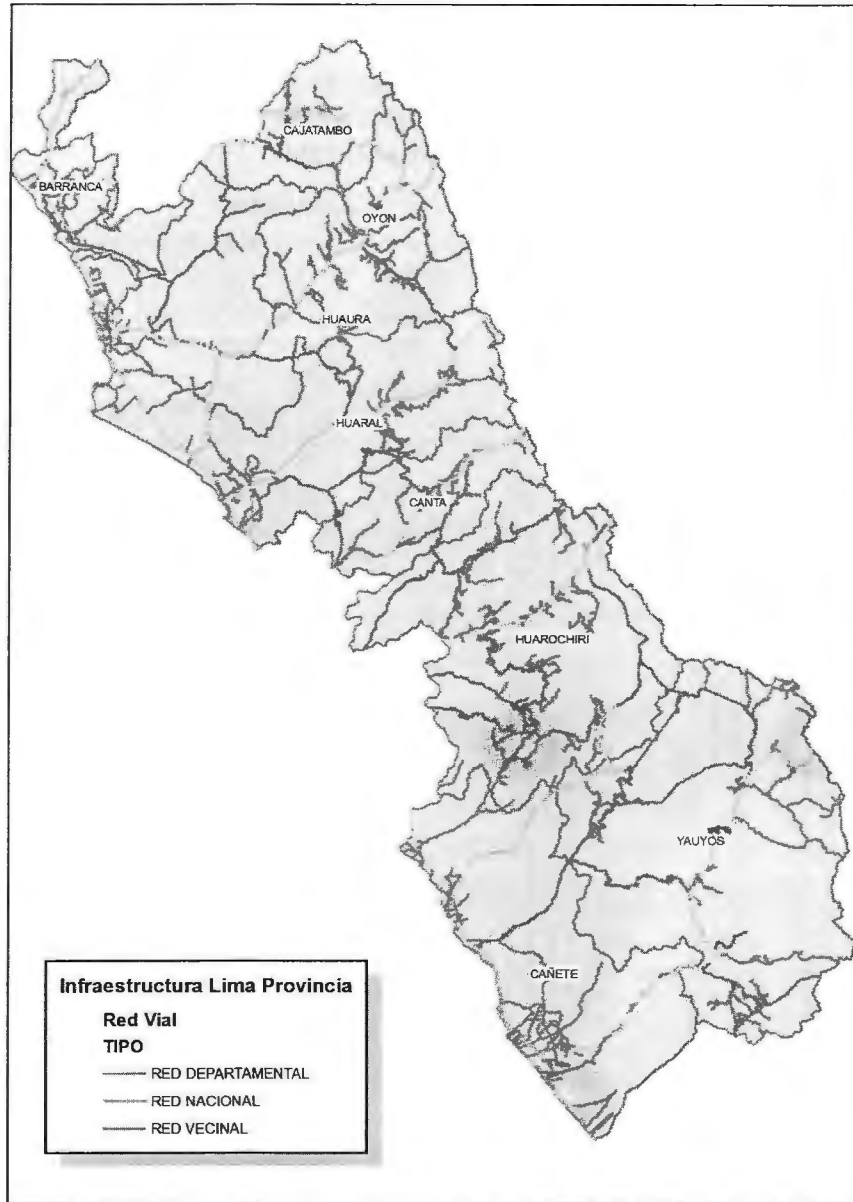 CAJATAMBO
BARRANCA
OYON
HUAURA
HUARAL
CANTA
HUAROCHIRI
YAUYOS
CAÑETE
Infraestructura Lima Provincia
Red Vial
TIPO
RED DEPARTAMENTAL
RED NACIONAL
RED VECINAL